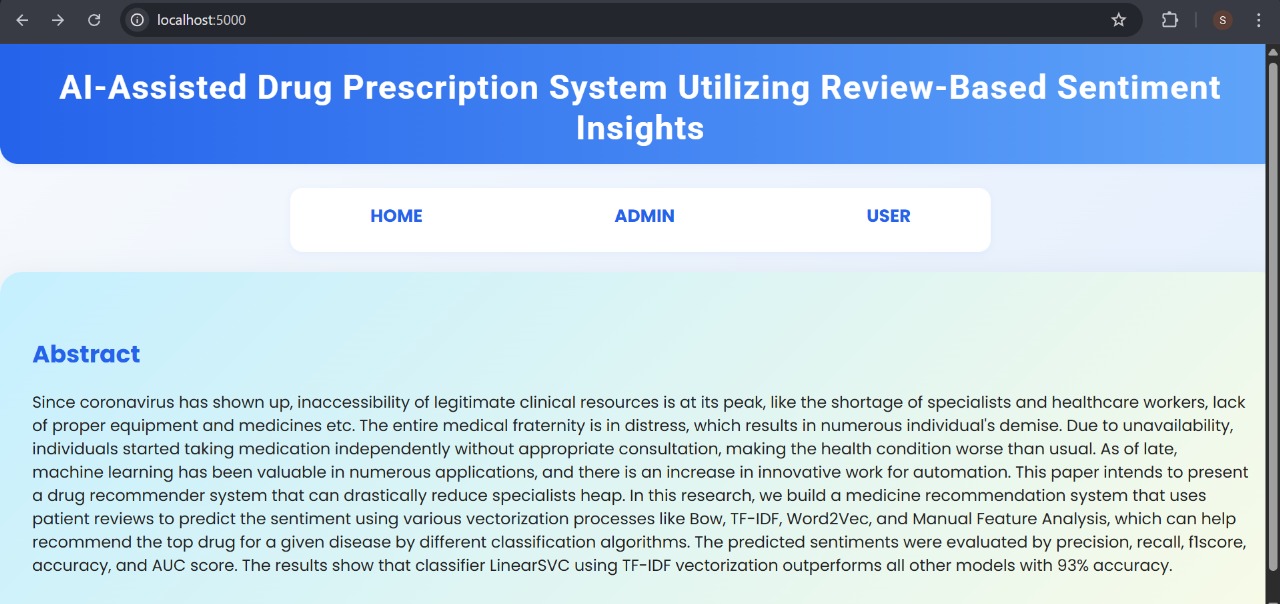 localhost:5000
S
AI-Assisted Drug Prescription System Utilizing Review-Based Sentiment
Insights
HOME ADMIN USER
Abstract
Since coronavirus has shown up, inaccessibility of legitimate clinical resources is at its peak, like the shortage of specialists and healthcare workers, lack
of proper equipment and medicines etc. The entire medical fraternity is in distress, which results in numerous individual's demise. Due to unavailability,
individuals started taking medication independently without appropriate consultation, making the health condition worse than usual. As of late,
machine learning has been valuable in numerous applications, and there is an increase in innovative work for automation. This paper intends to present
a drug recommender system that can drastically reduce specialists heap. In this research, we build a medicine recommendation system that uses
patient reviews to predict the sentiment using various vectorization processes like Bow, TF-IDF, Word2Vec, and Manual Feature Analysis, which can help
recommend the top drug for a given disease by different classification algorithms. The predicted sentiments were evaluated by precision, recall, f1score,
accuracy, and AUC score. The results show that classifier LinearSVC using TF-IDF vectorization outperforms all other models with 93% accuracy.